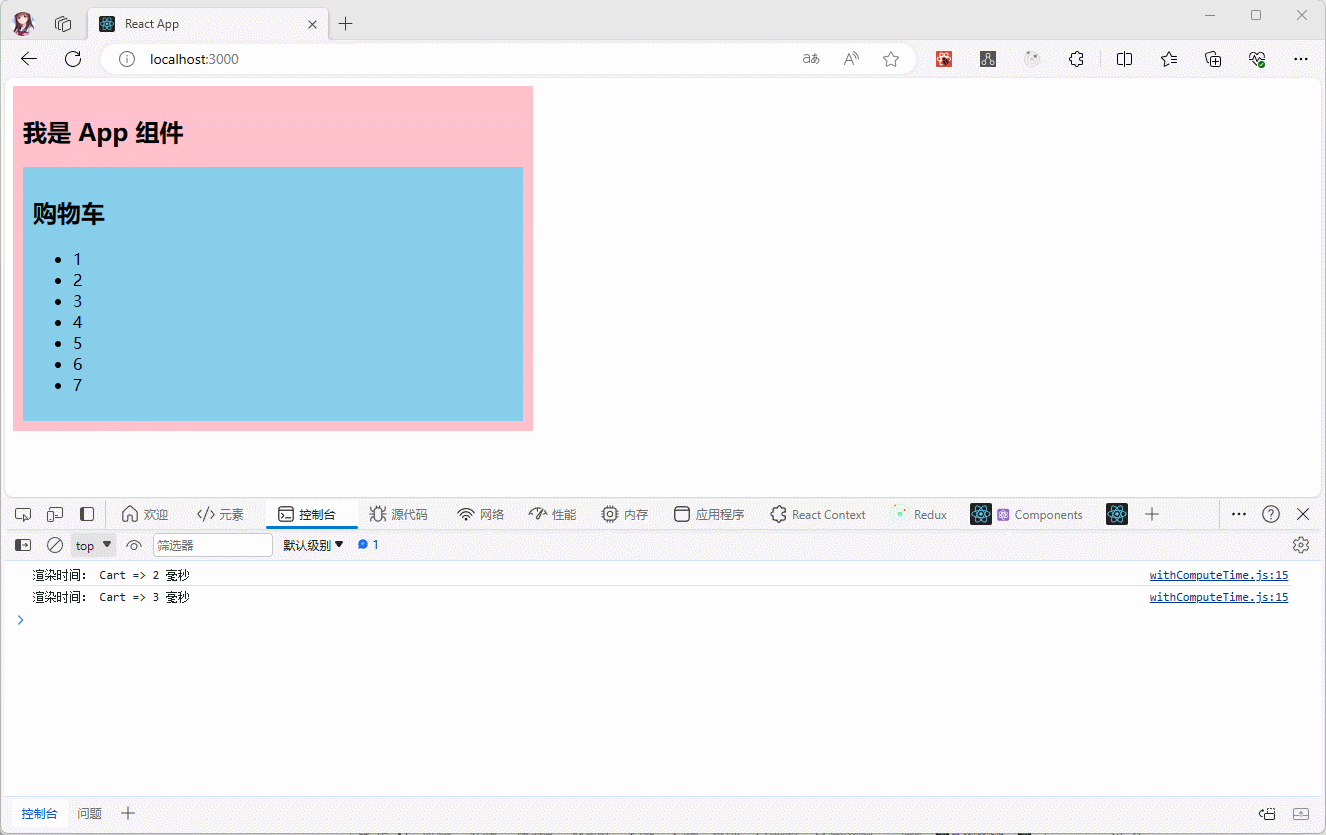 React App
localhost:3000
aあ
A
我是 App 组件
购物车
1
2
3
4
5
6
7
欢迎
元素
控制台
源代码
网络
性能
内存
应用程序
React Context
Redux
Components
top
筛选器
默认级别
1
渲染时间: Cart => 2 毫秒 withComputeTime.js:15
渲染时间: Cart => 3 毫秒 withComputeTime.js:15
控制台
问题